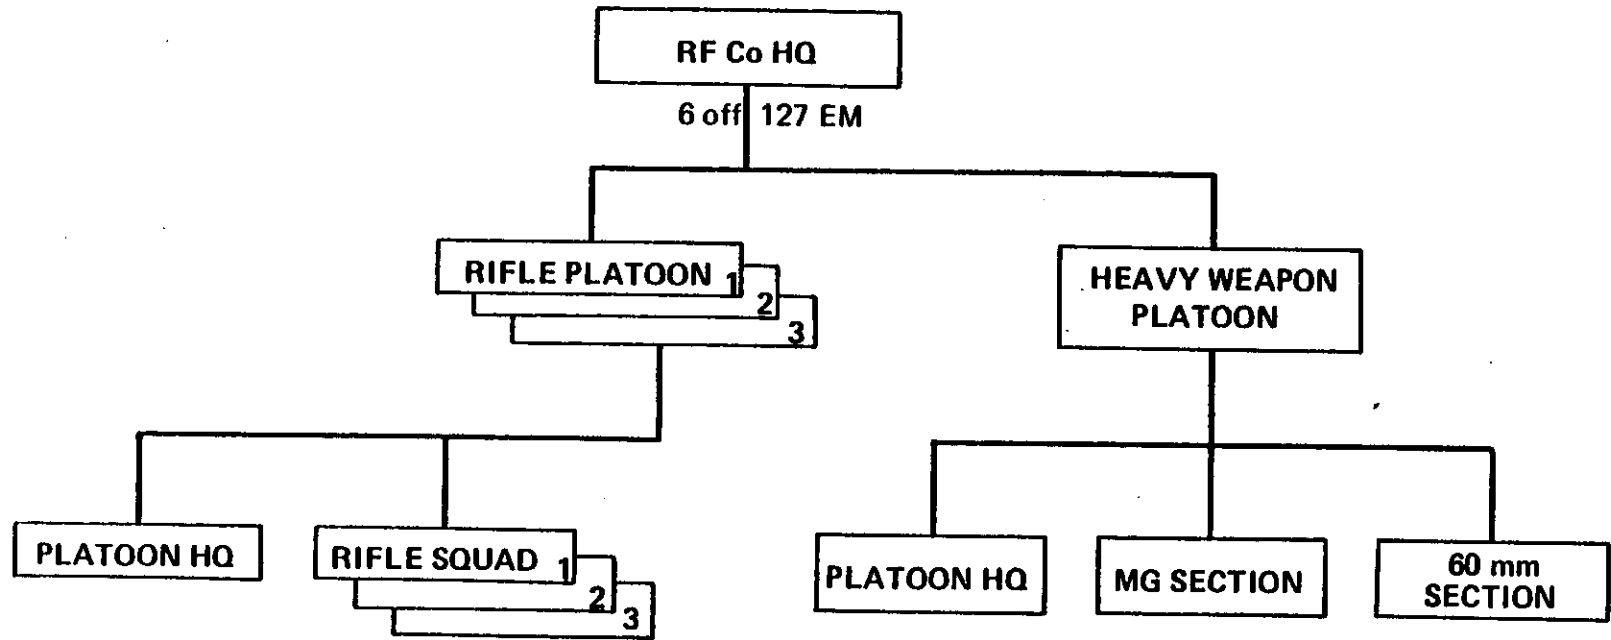 RF Co HQ
6 off 127 EM
RIFLE PLATOON 1
2
3
HEAVY WEAPON
PLATOON
PLATOON HQ
RIFLE SQUAD 1
2
3
PLATOON HQ
MG SECTION
60 mm
SECTION